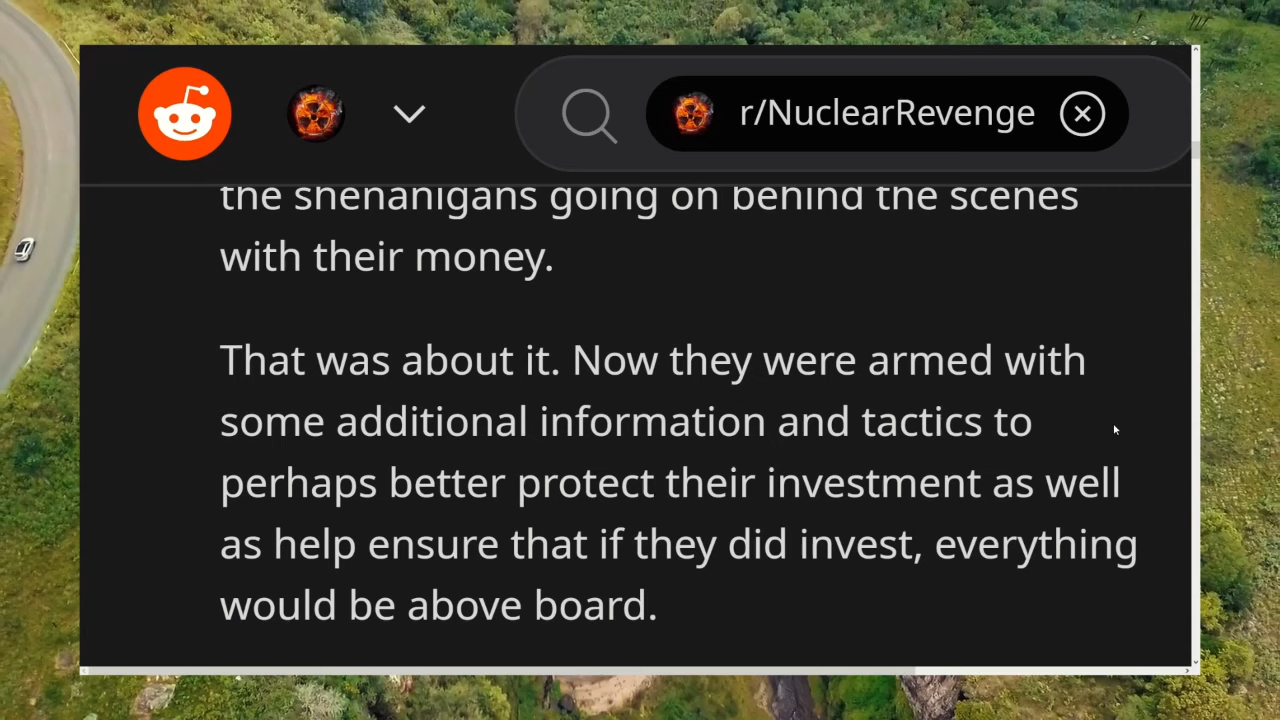 r/NuclearRevenge
the shenanigans going on behind the scenes
with their money.
That was about it. Now they were armed with
some additional information and tactics to
perhaps better protect their investment as well
as help ensure that if they did invest, everything
would be above board.